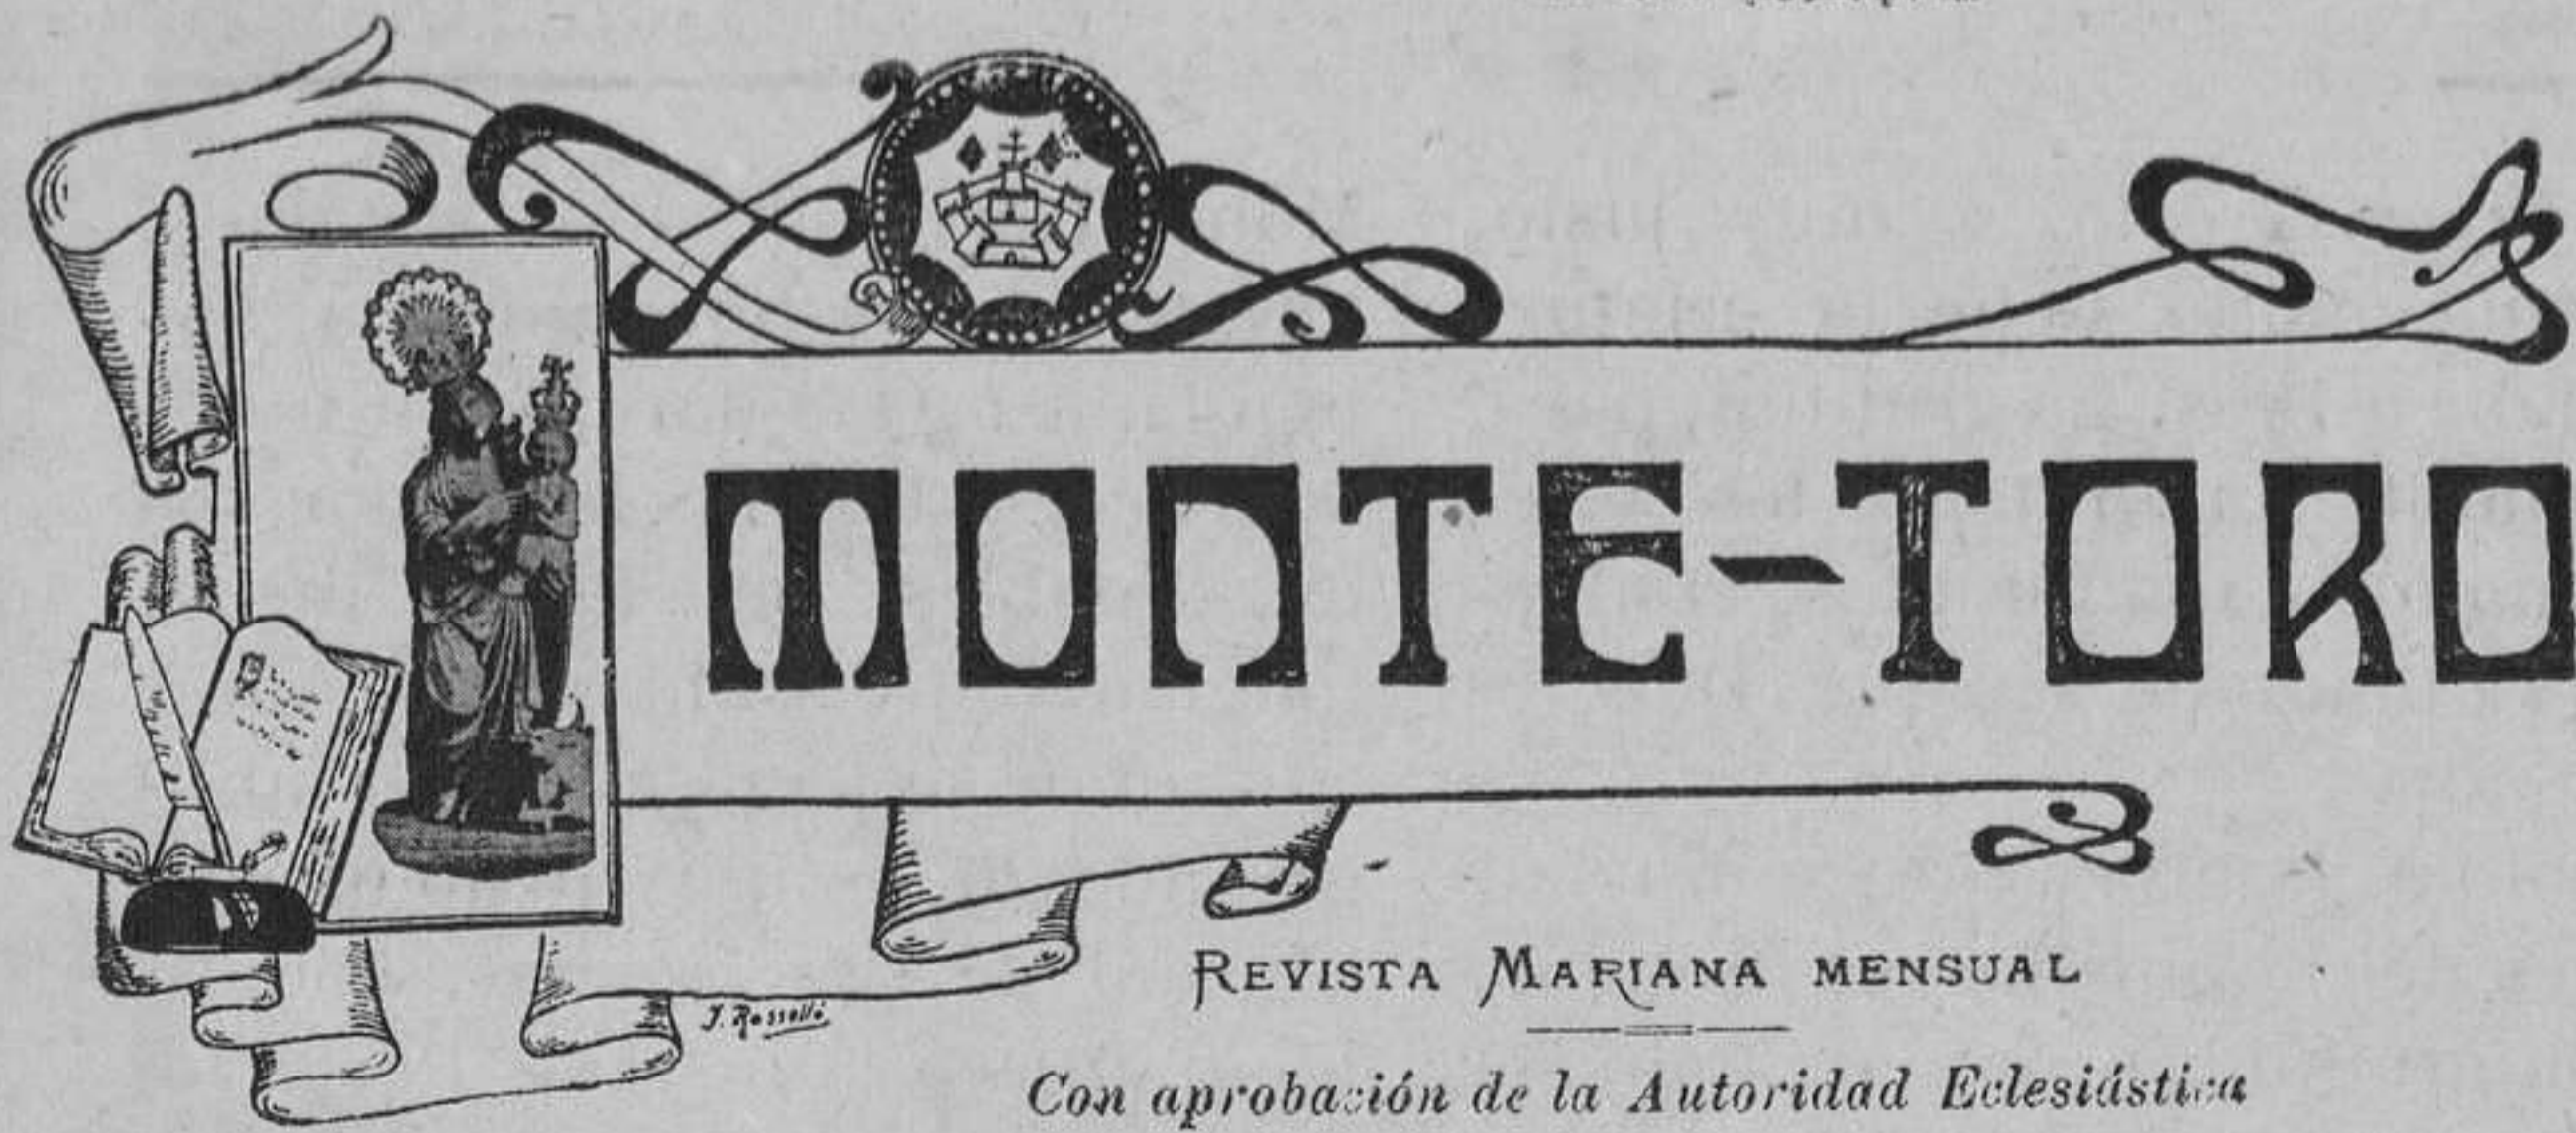 MONTE-TORO
REVISTA MARIANA MENSUAL
J. Rosselló
Con aprobación de la Autoridad Eclesiástica